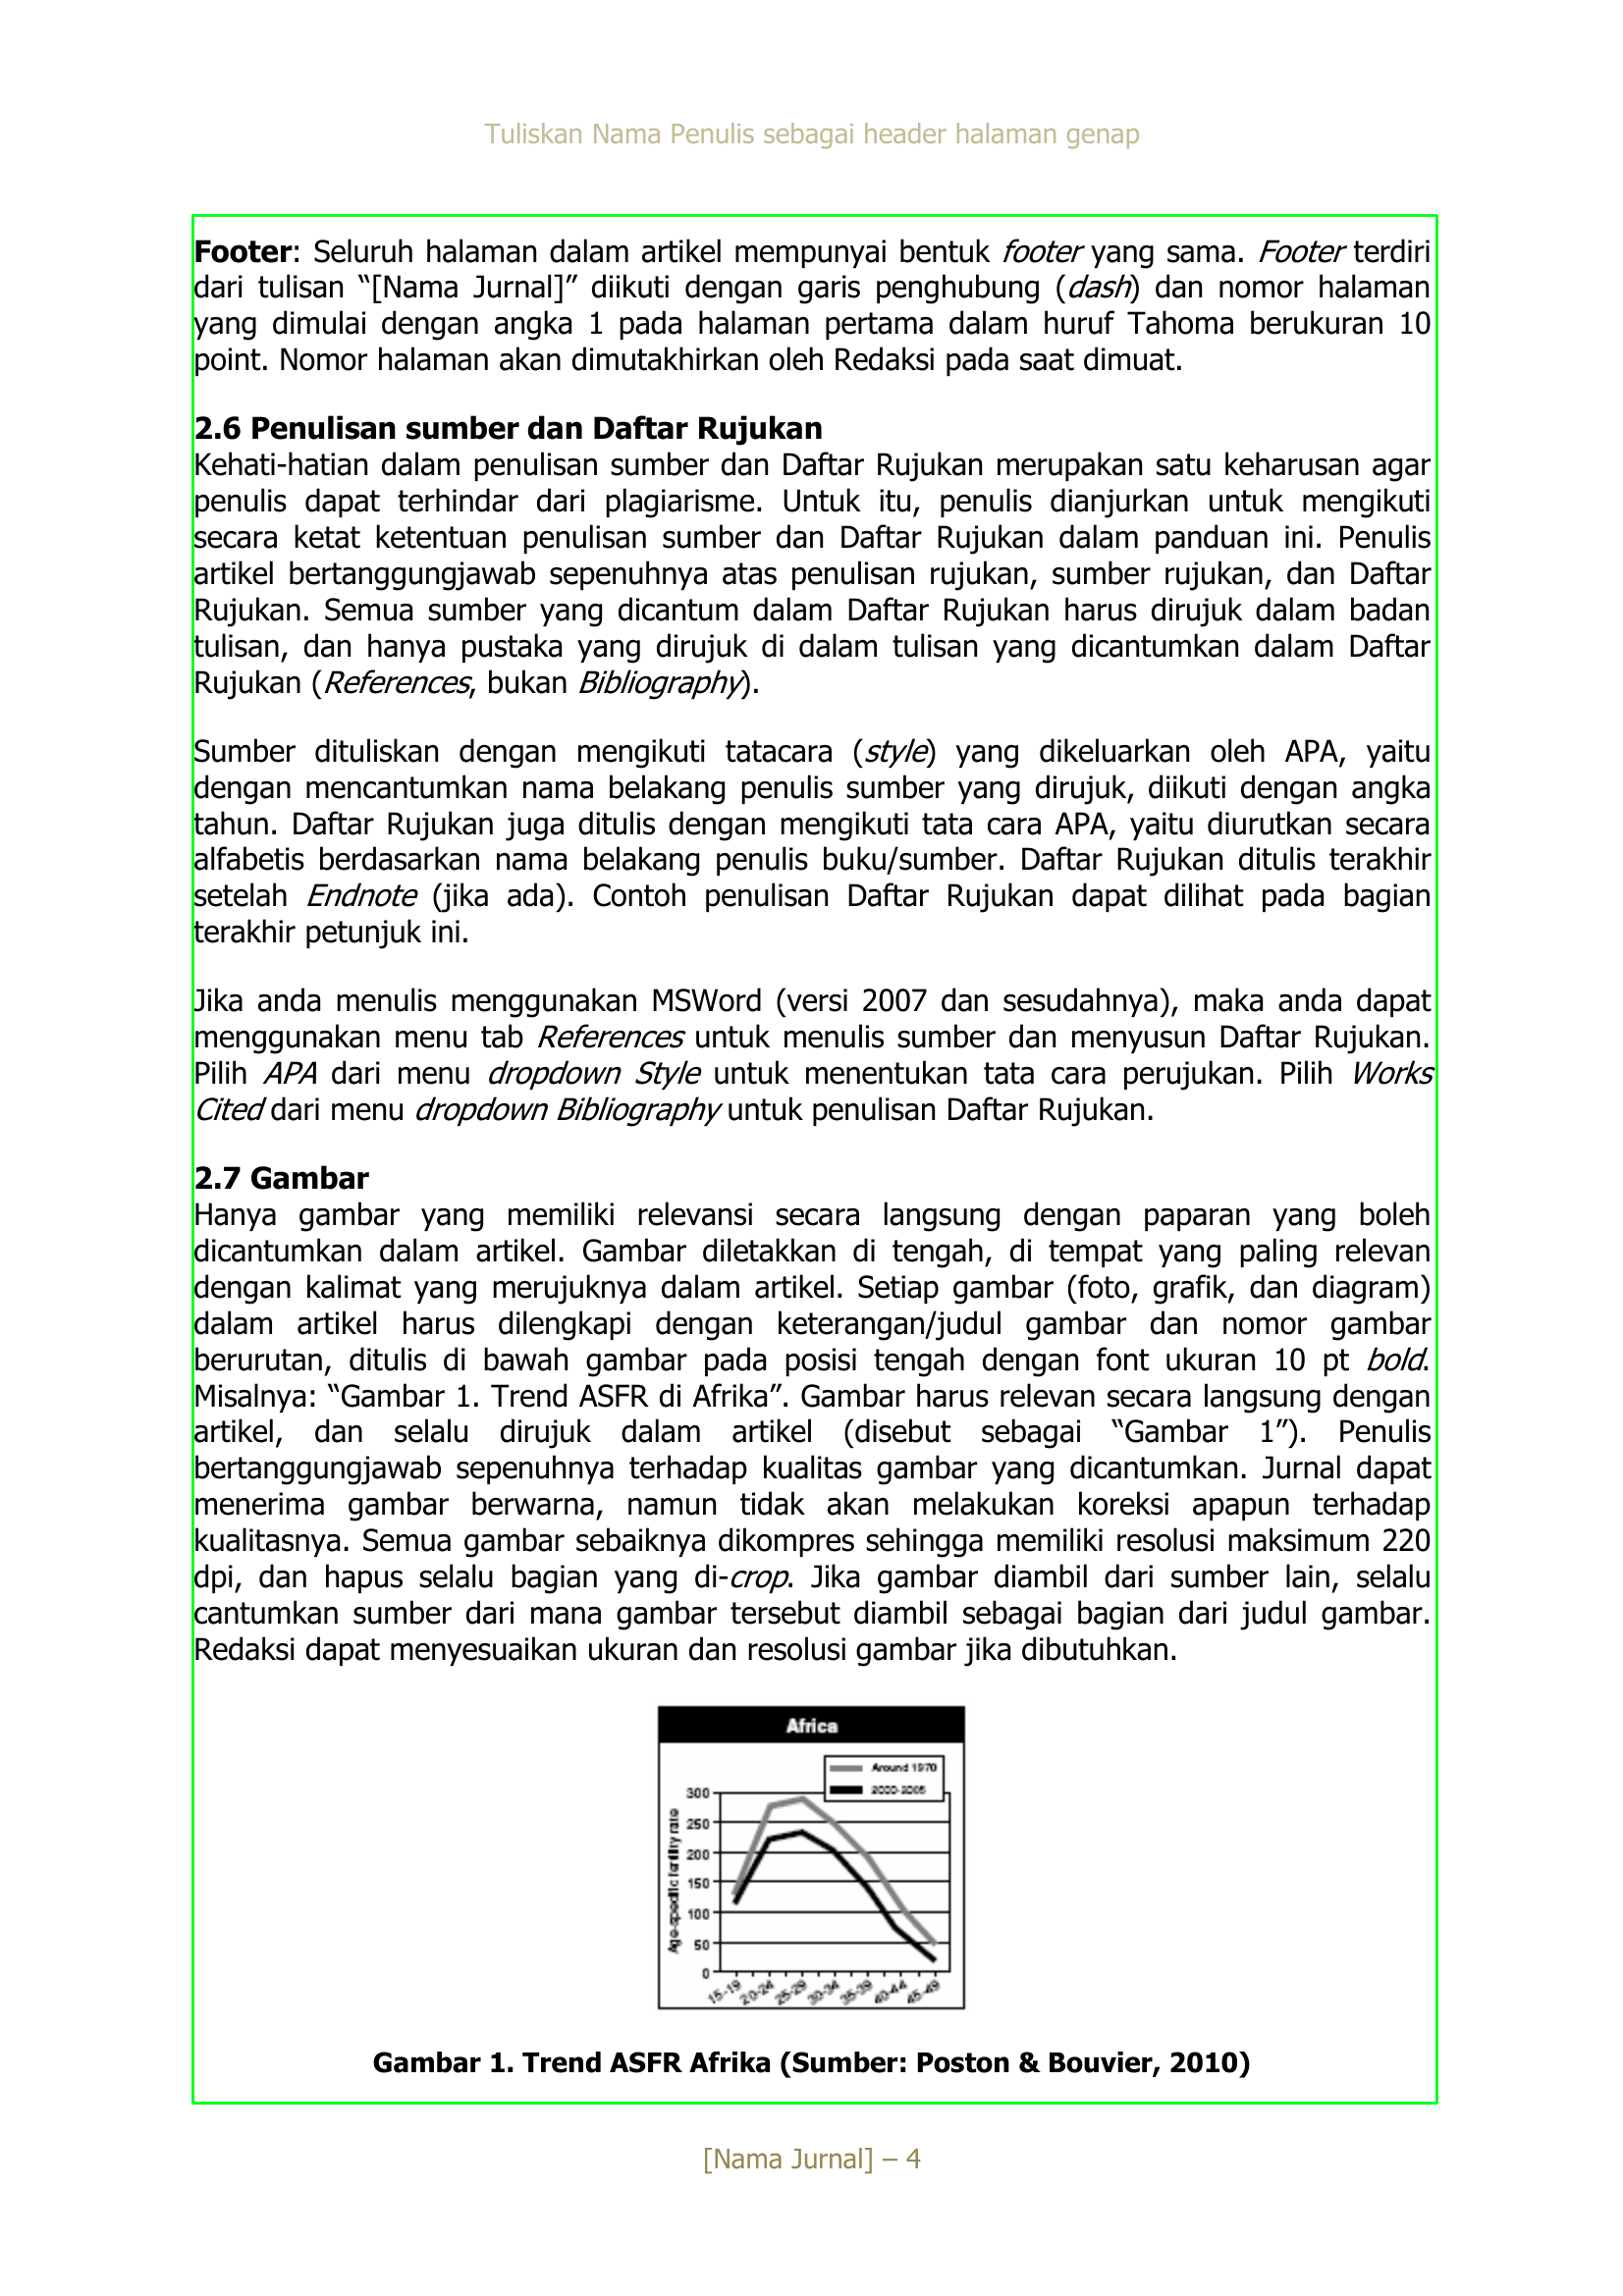 Tuliskan Nama Penulis sebagai header halaman genap
Footer: Seluruh halaman dalam artikel mempunyai bentuk footer yang sama. Footer terdiri
dari tulisan “[Nama Jurnal]” diikuti dengan garis penghubung (dash) dan nomor halaman
yang dimulai dengan angka 1 pada halaman pertama dalam huruf Tahoma berukuran 10
point. Nomor halaman akan dimutakhirkan oleh Redaksi pada saat dimuat.
2.6 Penulisan sumber dan Daftar Rujukan
Kehati-hatian dalam penulisan sumber dan Daftar Rujukan merupakan satu keharusan agar
penulis dapat terhindar dari plagiarisme. Untuk itu, penulis dianjurkan untuk mengikuti
secara ketat ketentuan penulisan sumber dan Daftar Rujukan dalam panduan ini. Penulis
artikel bertanggungjawab sepenuhnya atas penulisan rujukan, sumber rujukan, dan Daftar
Rujukan. Semua sumber yang dicantum dalam Daftar Rujukan harus dirujuk dalam badan
tulisan, dan hanya pustaka yang dirujuk di dalam tulisan yang dicantumkan dalam Daftar
Rujukan (References, bukan Bibliography).
Sumber dituliskan dengan mengikuti tatacara (style) yang dikeluarkan oleh APA, yaitu
dengan mencantumkan nama belakang penulis sumber yang dirujuk, diikuti dengan angka
tahun. Daftar Rujukan juga ditulis dengan mengikuti tata cara APA, yaitu diurutkan secara
alfabetis berdasarkan nama belakang penulis buku/sumber. Daftar Rujukan ditulis terakhir
setelah Endnote (jika ada). Contoh penulisan Daftar Rujukan dapat dilihat pada bagian
terakhir petunjuk ini.
Jika anda menulis menggunakan MSWord (versi 2007 dan sesudahnya), maka anda dapat
menggunakan menu tab References untuk menulis sumber dan menyusun Daftar Rujukan.
Pilih APA dari menu dropdown Style untuk menentukan tata cara perujukan. Pilih Works
Cited dari menu dropdown Bibliography untuk penulisan Daftar Rujukan.
2.7 Gambar
Hanya gambar yang memiliki relevansi secara langsung dengan paparan yang boleh
dicantumkan dalam artikel. Gambar diletakkan di tengah, di tempat yang paling relevan
dengan kalimat yang merujuknya dalam artikel. Setiap gambar (foto, grafik, dan diagram)
dalam artikel harus dilengkapi dengan keterangan/judul gambar dan nomor gambar
berurutan, ditulis di bawah gambar pada posisi tengah dengan font ukuran 10 pt bold.
Misalnya: “Gambar 1. Trend ASFR di Afrika”. Gambar harus relevan secara langsung dengan
artikel, dan selalu dirujuk dalam artikel (disebut sebagai “Gambar 1”). Penulis
bertanggungjawab sepenuhnya terhadap kualitas gambar yang dicantumkan. Jurnal dapat
menerima gambar berwarna, namun tidak akan melakukan koreksi apapun terhadap
kualitasnya. Semua gambar sebaiknya dikompres sehingga memiliki resolusi maksimum 220
dpi, dan hapus selalu bagian yang di-crop. Jika gambar diambil dari sumber lain, selalu
cantumkan sumber dari mana gambar tersebut diambil sebagai bagian dari judul gambar.
Redaksi dapat menyesuaikan ukuran dan resolusi gambar jika dibutuhkan.
Africa
Around 1970
2000-2005
Age-specific fertility rate
300
250
200
150
100
50
0
15-19 20-24 25-29 30-34 35-39 40-44 45-49
Gambar 1. Trend ASFR Afrika (Sumber: Poston & Bouvier, 2010)
[Nama Jurnal] – 4